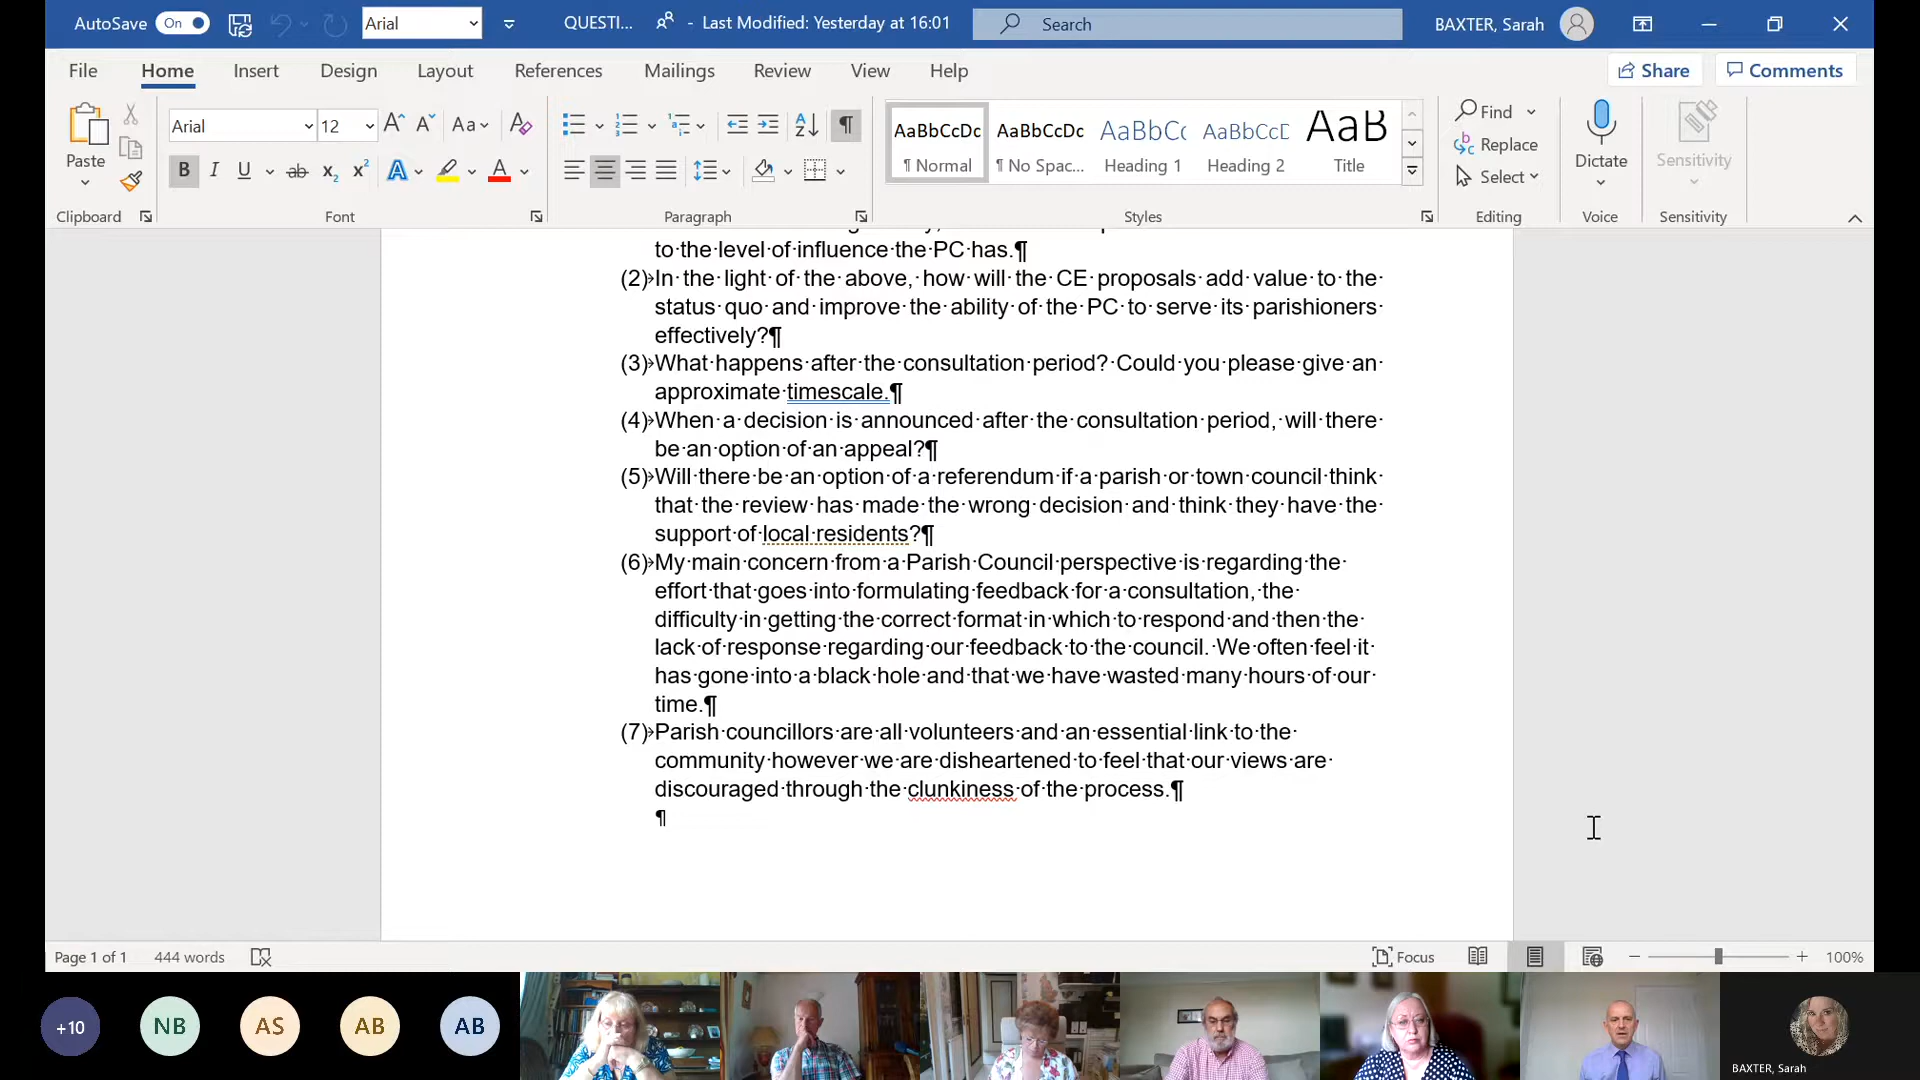 AutoSave On Arial QUESTI... - Last Modified: Yesterday at 16:01 Search BAXTER, Sarah
File Home Insert Design Layout References Mailings Review View Help Share Comments
Arial 12 A A Aa AaBbCcDc AaBbCcDc AaBbC AaBbCcE AaB Find
Paste B I U ab x₂ x² A A ¶ Normal ¶ No Spac... Heading 1 Heading 2 Title Replace
Select Dictate Sensitivity
Clipboard Font Paragraph Styles Editing Voice Sensitivity
to the level of influence the PC has.¶
(2) In the light of the above, how will the CE proposals add value to the
status quo and improve the ability of the PC to serve its parishioners
effectively?¶
(3) What happens after the consultation period? Could you please give an
approximate timescale.¶
(4) When a decision is announced after the consultation period, will there
be an option of an appeal?¶
(5) Will there be an option of a referendum if a parish or town council think
that the review has made the wrong decision and think they have the
support of local residents?¶
(6) My main concern from a Parish Council perspective is regarding the
effort that goes into formulating feedback for a consultation, the
difficulty in getting the correct format in which to respond and then the
lack of response regarding our feedback to the council. We often feel it
has gone into a black hole and that we have wasted many hours of our
time.¶
(7) Parish councillors are all volunteers and an essential link to the
community however we are disheartened to feel that our views are
discouraged through the clunkiness of the process.¶
¶
Page 1 of 1 444 words Focus 100%
+10 NB AS AB AB
BAXTER, Sarah